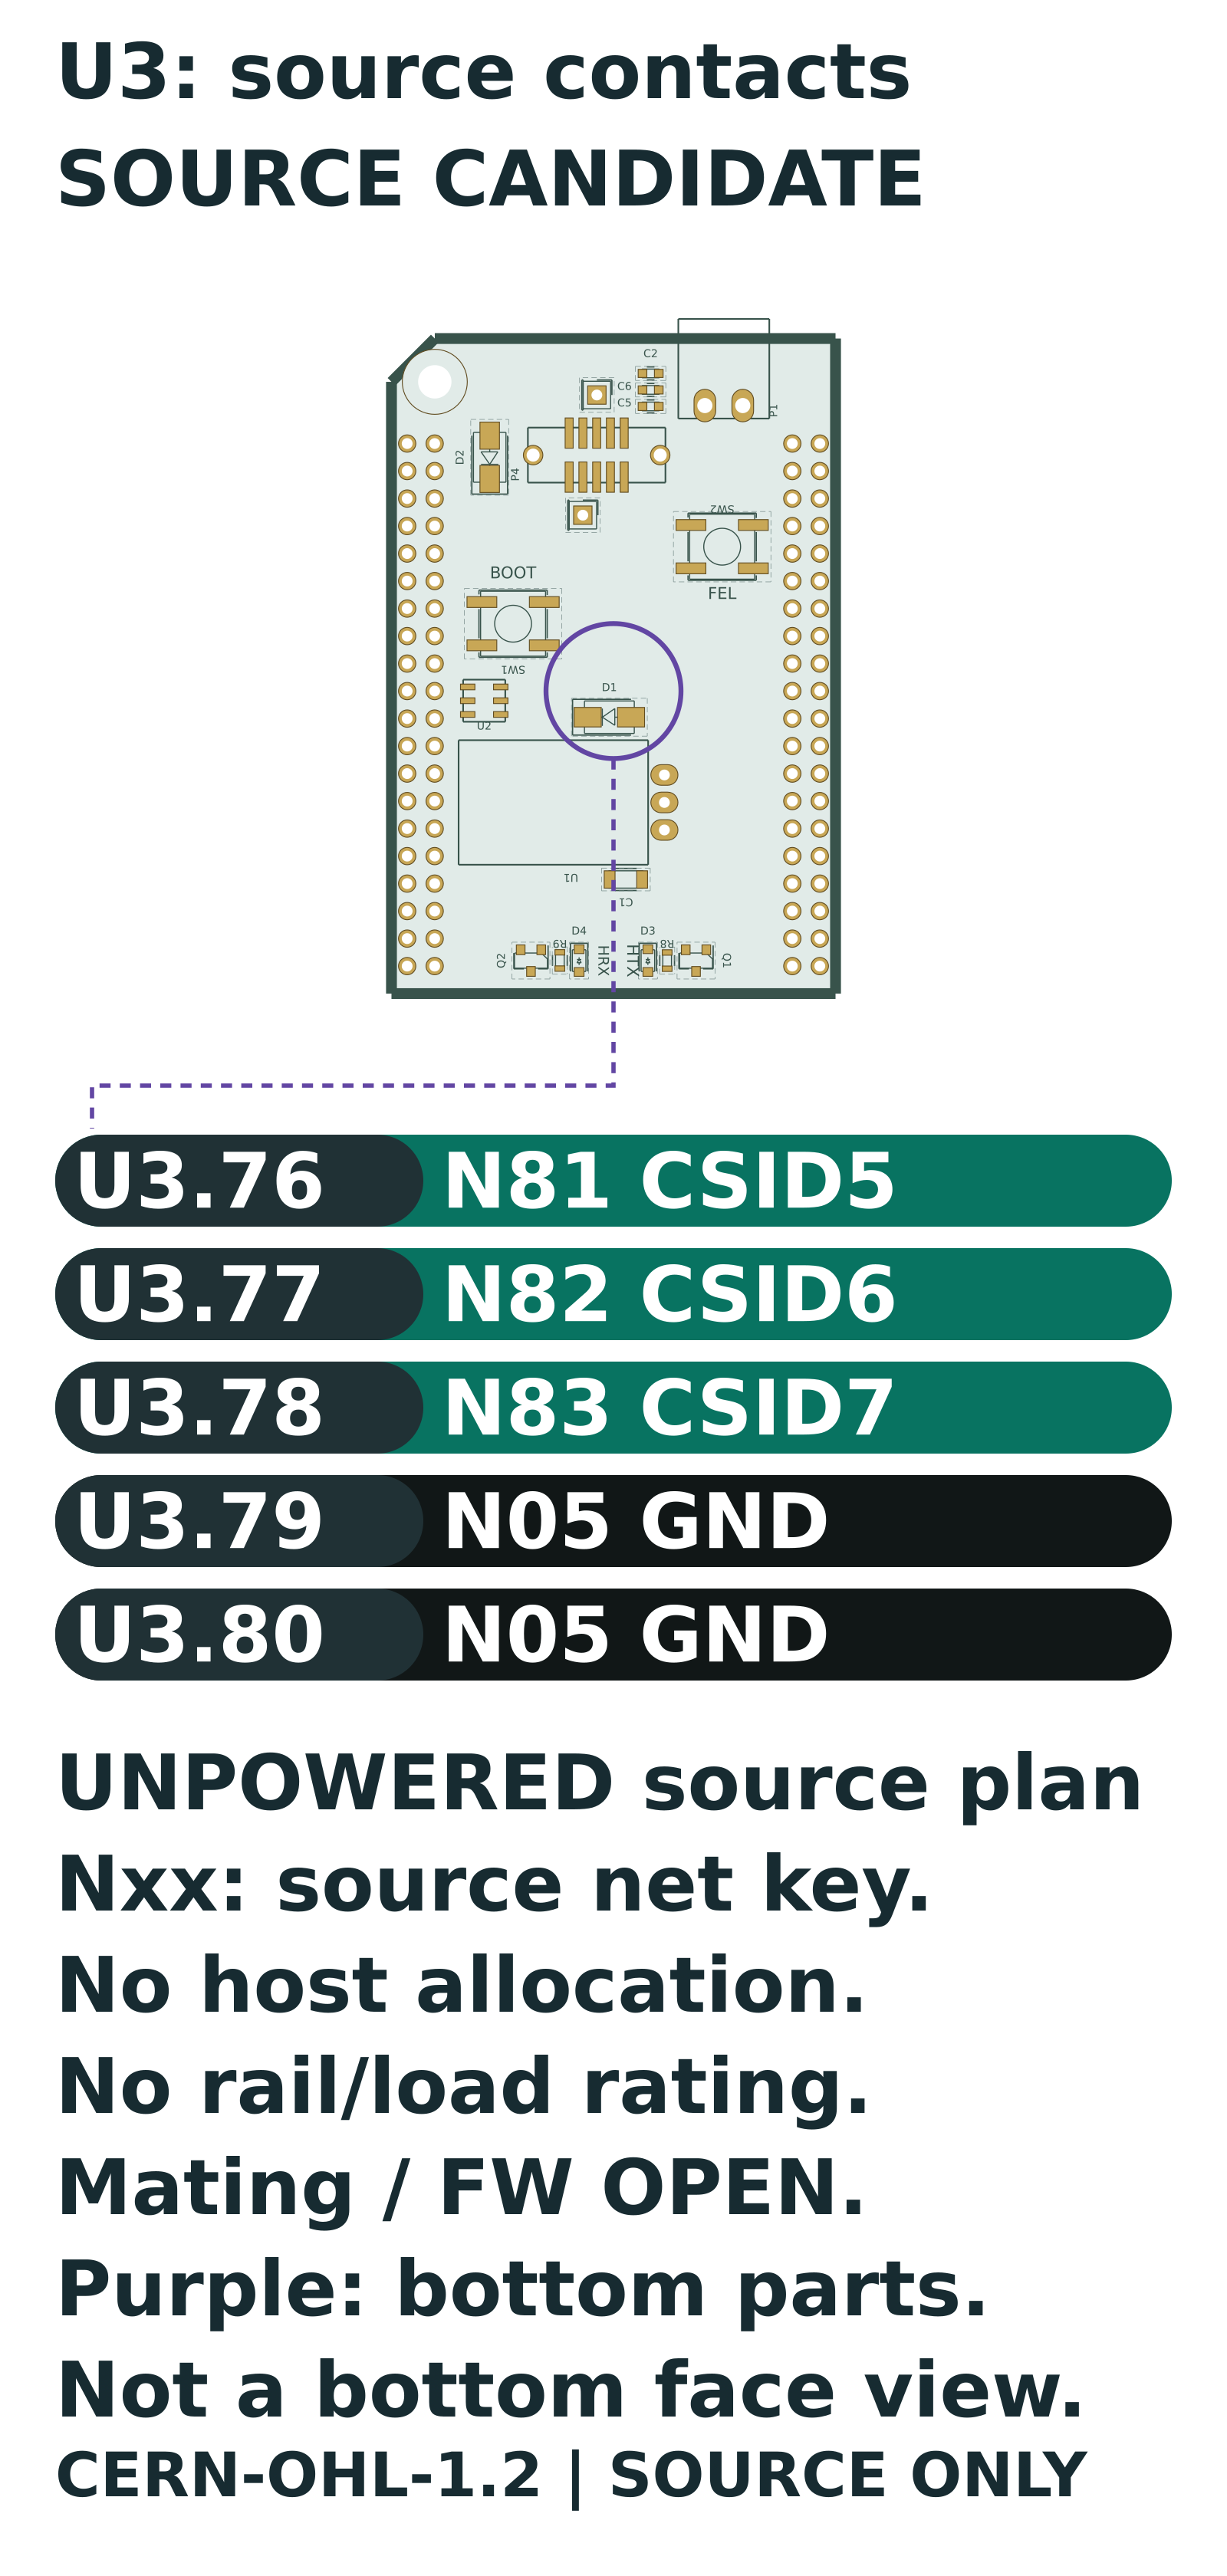 U3: source contacts
SOURCE CANDIDATE
C2
C6
C5
P1
D2
P4
SW2
BOOT
FEL
SW1
D1
U2
U1
C1
D4
D3
Q2
R9
HRX
HTX
R8
Q1
U3.76 N81 CSID5
U3.77 N82 CSID6
U3.78 N83 CSID7
U3.79 N05 GND
U3.80 N05 GND
UNPOWERED source plan
Nxx: source net key.
No host allocation.
No rail/load rating.
Mating / FW OPEN.
Purple: bottom parts.
Not a bottom face view.
CERN-OHL-1.2 | SOURCE ONLY